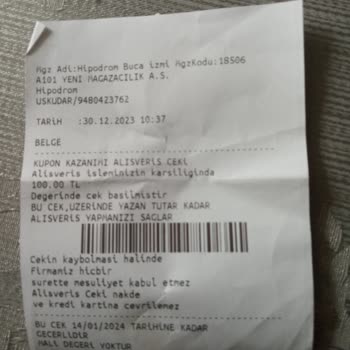 Mgz Adi:Hipodrom Buca izmi MgzKodu:18506
A101 YENI MAGAZACILIK A.S.
Hipodrom
USKUDAR/9480423762
TARIH :30.12.2023 10:37
BELGE
KUPON KAZANIMI ALISVERIS CEKI
Alisveris isleminizin karsiliginda
100.00 TL
Degerinde cek basilmistir
BU CEK,UZERINDE YAZAN TUTAR KADAR
ALISVERIS YAPMANIZI SAGLAR
Cekin kaybolmasi halinde
Firmamiz hicbir
surette mesuliyet kabul etmez
Alisveris Ceki nakde
ve kredi kartina cevrilemez
BU CEK 14/01/2024 TARIHINE KADAR
GECERLIDIR
MALI DEGERI YOKTUR